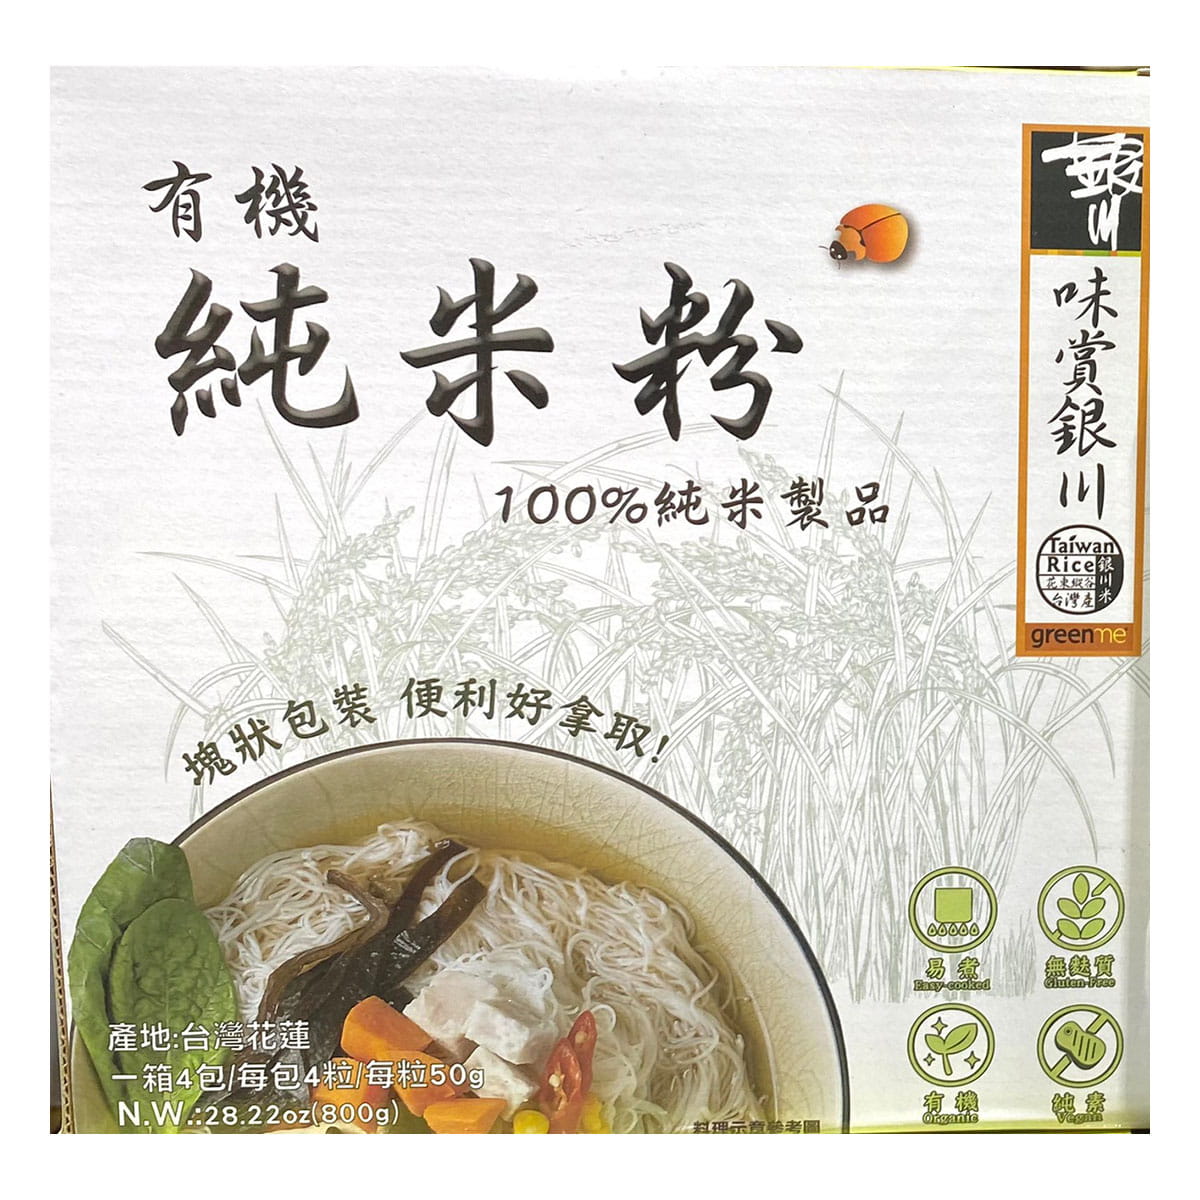 有機
純米粉
100%純米製品
銀川
味賞銀川
Taiwan
Rice
花東縱谷
台灣產
銀川米
greenme
塊狀包裝 便利好拿取!
易煮
Easy-cooked
無麩質
Gluten-Free
有機
Organic
純素
Vegan
產地:台灣花蓮
一箱4包/每包4粒/每粒50g
N.W.:28.22oz(800g)
料理示意參考圖